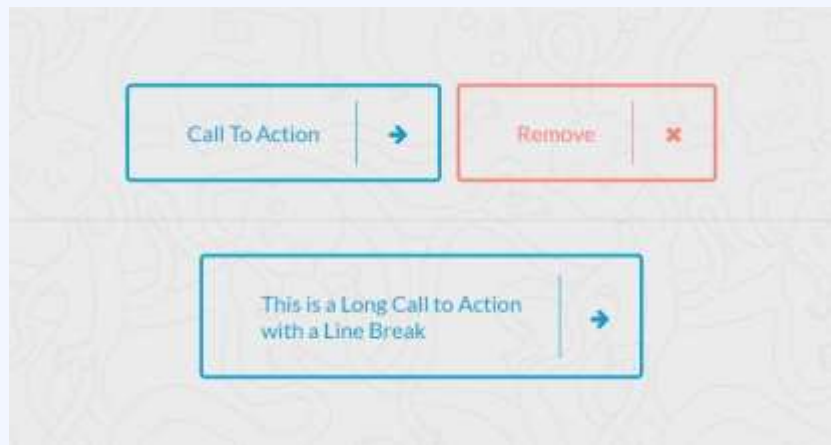 Call To Action
Remove
This is a Long Call to Action
with a Line Break